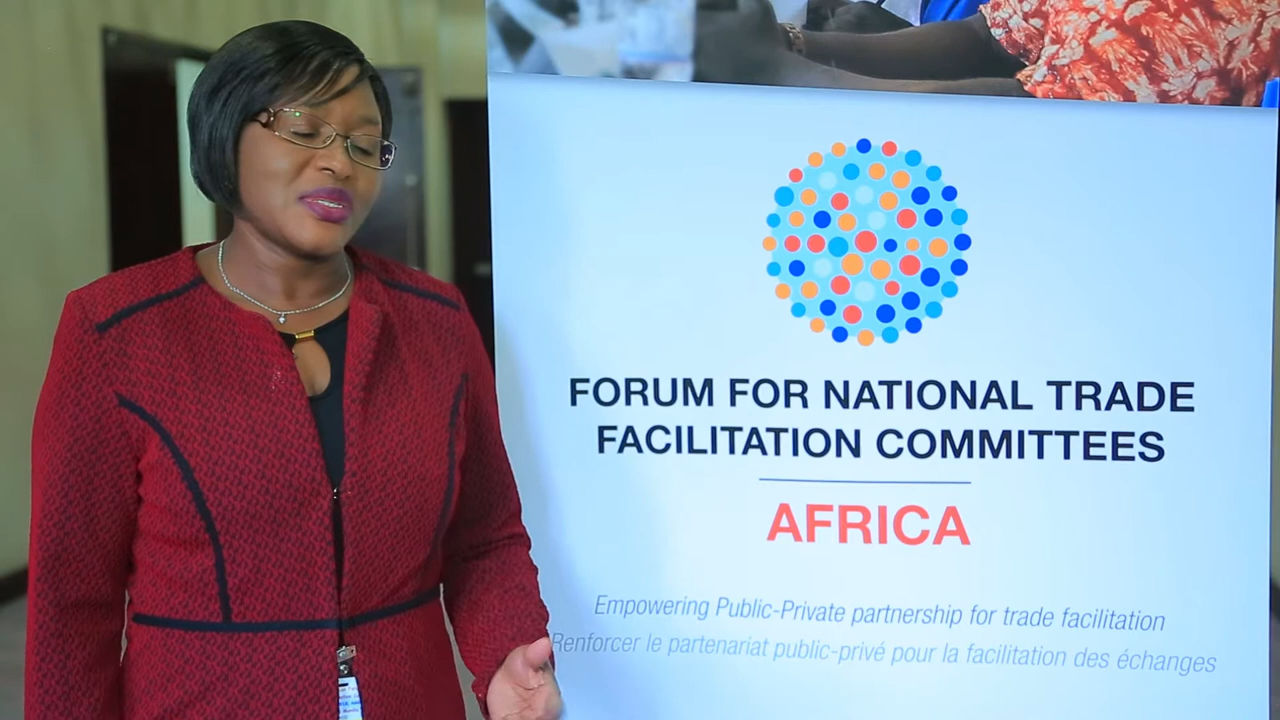 FORUM FOR NATIONAL TRADE
FACILITATION COMMITTEES
AFRICA
Empowering Public-Private partnership for trade facilitation
Renforcer le partenariat public-privé pour la facilitation des échanges